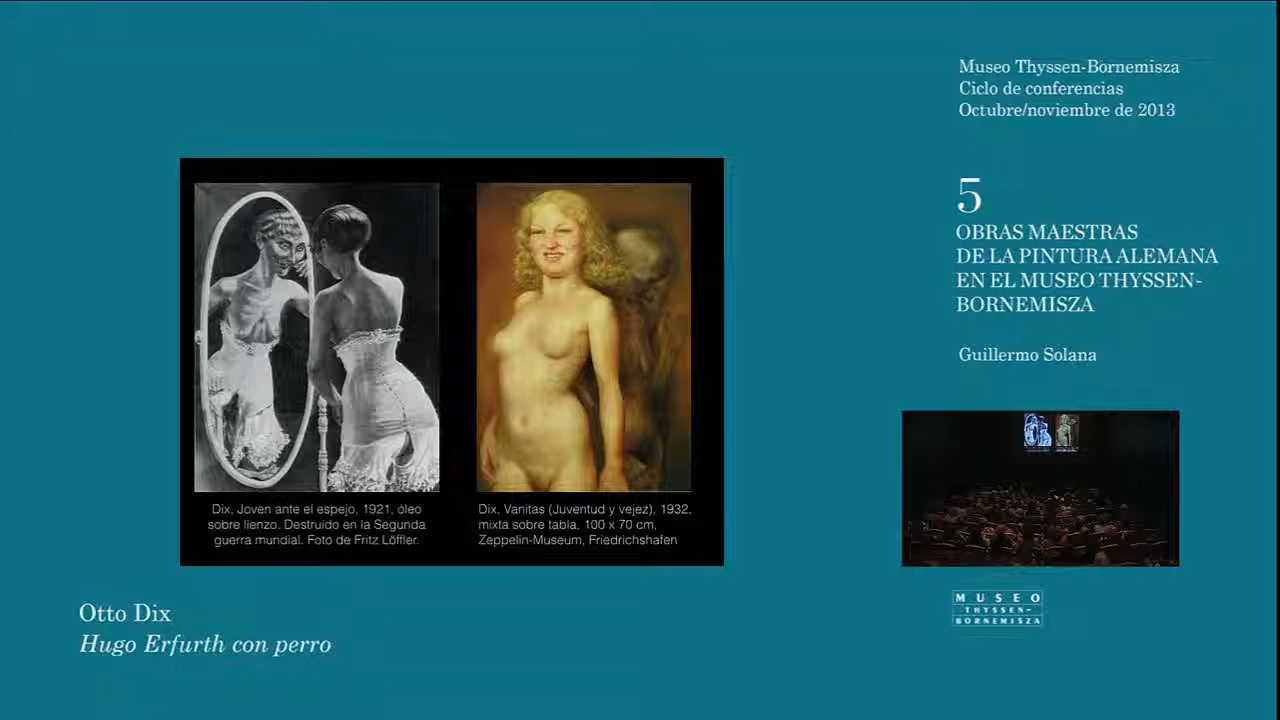 Museo Thyssen-Bornemisza
Ciclo de conferencias
Octubre/noviembre de 2013
5
OBRAS MAESTRAS
DE LA PINTURA ALEMANA
EN EL MUSEO THYSSEN-
BORNEMISZA
Guillermo Solana
Dix, Joven ante el espejo, 1921, óleo
sobre lienzo. Destruido en la Segunda
guerra mundial. Foto de Fritz Löffler.
Dix, Vanitas (Juventud y vejez), 1932,
mixta sobre tabla, 100 x 70 cm,
Zeppelin-Museum, Friedrichshafen
Otto Dix
Hugo Erfurth con perro
MUSEO
THYSSEN-
BORNEMISZA